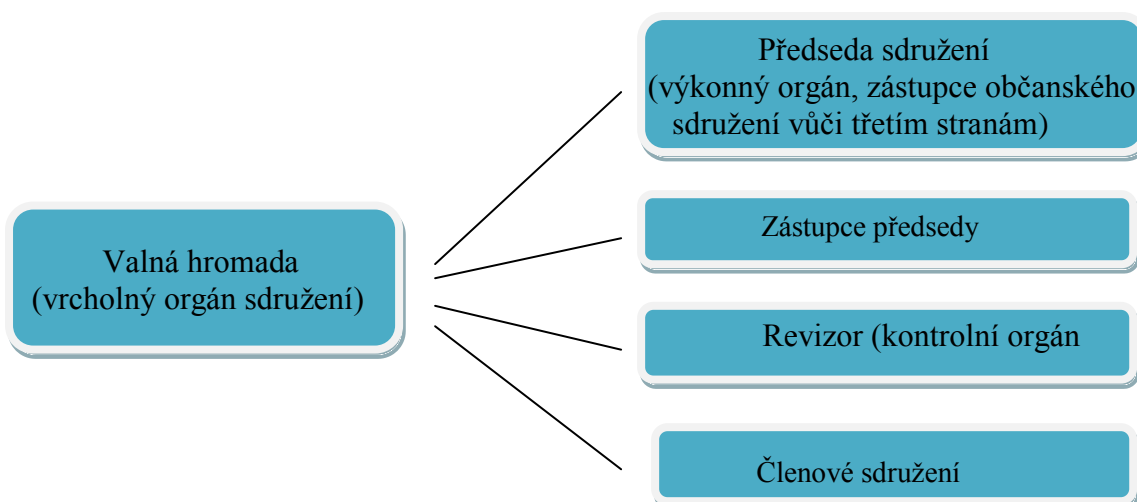 Předseda sdružení
(výkonný orgán, zástupce občanského
sdružení vůči třetím stranám)
Valná hromada
(vrcholný orgán sdružení)
Zástupce předsedy
Revizor (kontrolní orgán
Členové sdružení